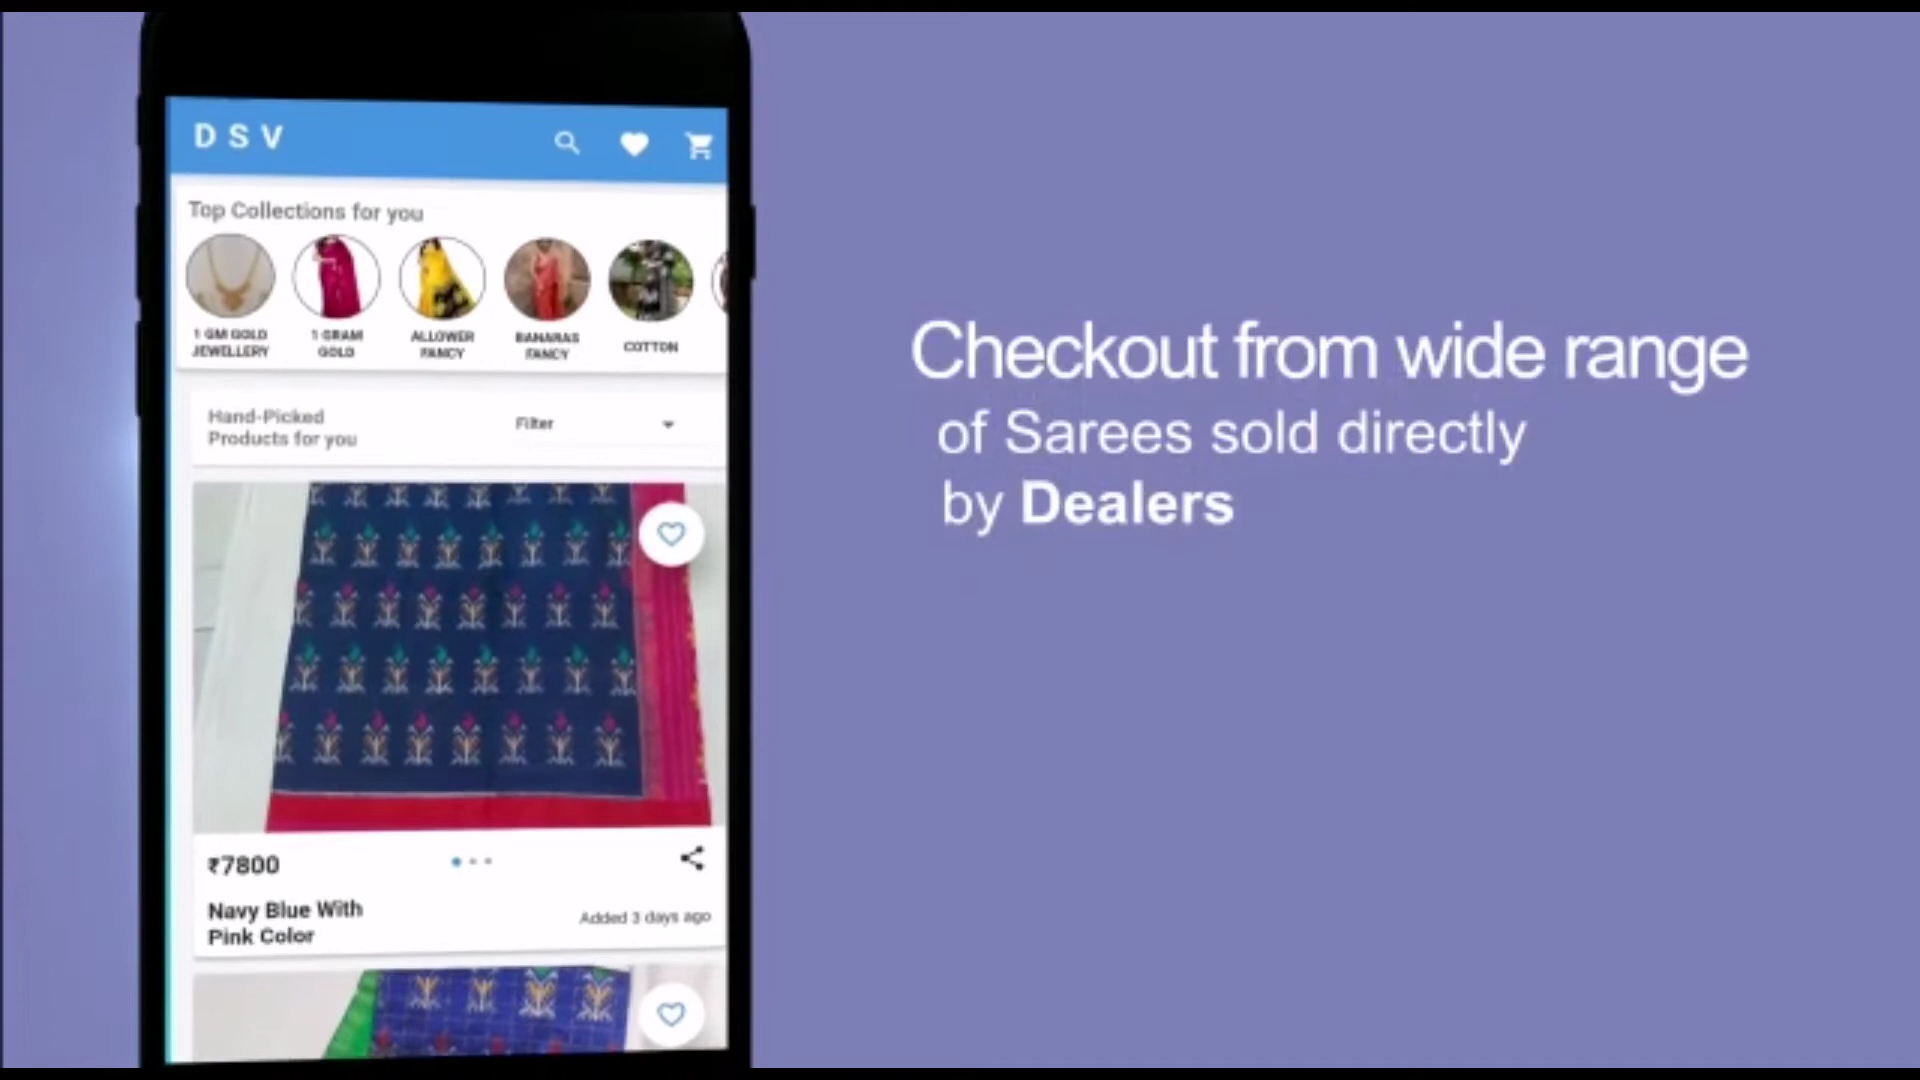 D S V
Top Collections for you
1 GM GOLD
JEWELLERY
1 GRAM
GOLD
ALLOWER
FANCY
BANARAS
FANCY
COTTON
Hand-Picked
Products for you
Filter
₹7800
Navy Blue With
Pink Color
Added 3 days ago
Checkout from wide range
of Sarees sold directly
by Dealers